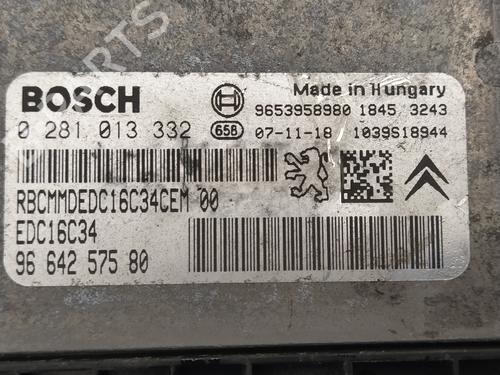 PARTS
BOSCH
Made in Hungary
9653958980 1845 3243
0 281 013 332 658 07-11-18 1039S18944
RBCMMDEDC16C34CEM 00
EDC16C34
96 642 575 80